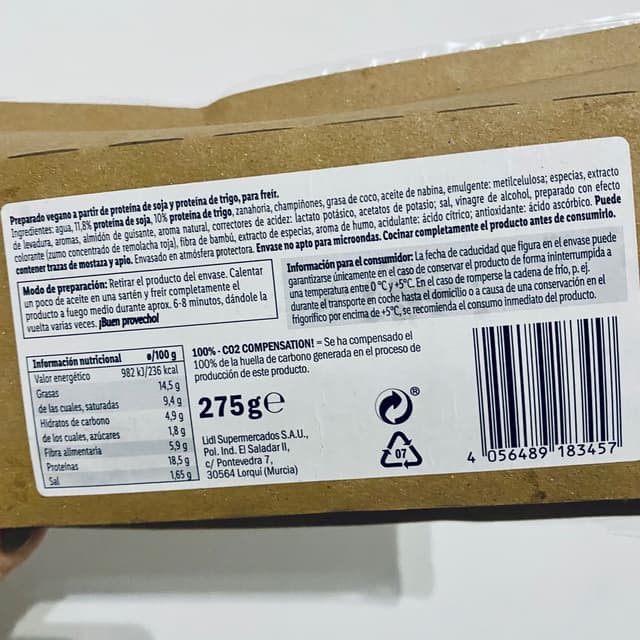 Preparado vegano a partir de proteína de soja y proteína de trigo, para freír.
Ingredientes: agua, 11,8% proteína de soja, 10% proteína de trigo, zanahoria, champiñones, grasa de coco, aceite de nabina, emulgente: metilcelulosa; especias, extracto
de levadura, aromas, almidón de guisante, aroma natural, correctores de acidez: lactato potásico, acetatos de potasio; sal, vinagre de alcohol, preparado con efecto
colorante (zumo concentrado de remolacha roja), fibra de bambú, extracto de especias, aroma de humo, acidulante: ácido cítrico; antioxidante: ácido ascórbico. Puede
contener trazas de mostaza y apio. Envasado en atmósfera protectora. Envase no apto para microondas. Cocinar completamente el producto antes de consumirlo.
Modo de preparación: Retirar el producto del envase. Calentar
un poco de aceite en una sartén y freír completamente el
producto a fuego medio durante aprox. 6-8 minutos, dándole la
vuelta varias veces. ¡Buen provecho!
Información para el consumidor: La fecha de caducidad que figura en el envase puede
garantizarse únicamente en el caso de conservar el producto de forma ininterrumpida a
una temperatura entre 0 °C y +5°C. En el caso de romperse la cadena de frío, p. ej.
durante el transporte en coche hasta el domicilio o a causa de una conservación en el
frigorífico por encima de +5°C, se recomienda el consumo inmediato del producto.
Información nutricional ø/100 g
Valor energético 982 kJ/236 kcal
Grasas 14,5 g
de las cuales, saturadas 9,4 g
Hidratos de carbono 4,9 g
de los cuales, azúcares 1,8 g
Fibra alimentaria 5,9 g
Proteínas 18,5 g
Sal 1,65 g
100% - CO2 COMPENSATION! = Se ha compensado el
100% de la huella de carbono generada en el proceso de
producción de este producto.
275g℮
Lidl Supermercados S.A.U.,
Pol. Ind. El Saladar II,
c/ Pontevedra 7,
30564 Lorquí (Murcia)
®
07
4 056489 183457